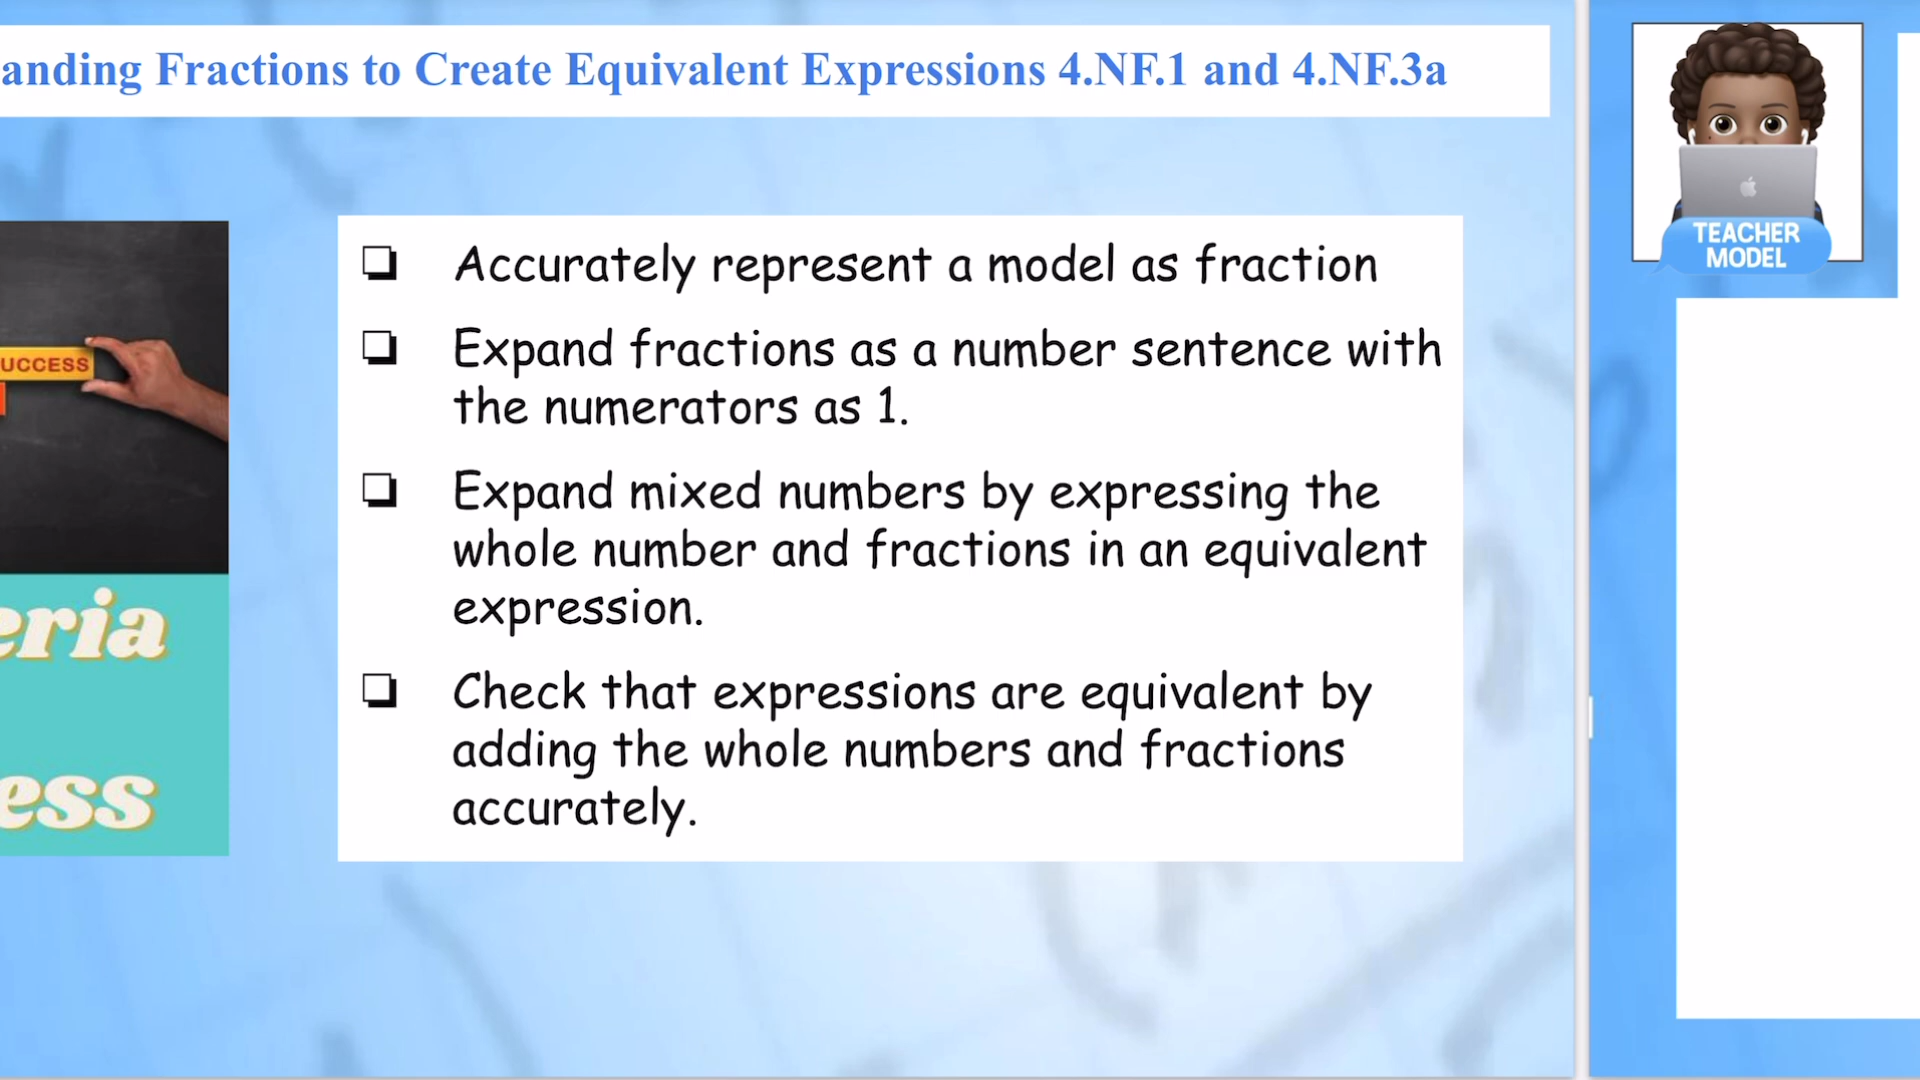 anding Fractions to Create Equivalent Expressions 4.NF.1 and 4.NF.3a
UCCESS
eria
ess
❏ Accurately represent a model as fraction
❏ Expand fractions as a number sentence with
the numerators as 1.
❏ Expand mixed numbers by expressing the
whole number and fractions in an equivalent
expression.
❏ Check that expressions are equivalent by
adding the whole numbers and fractions
accurately.
TEACHER
MODEL